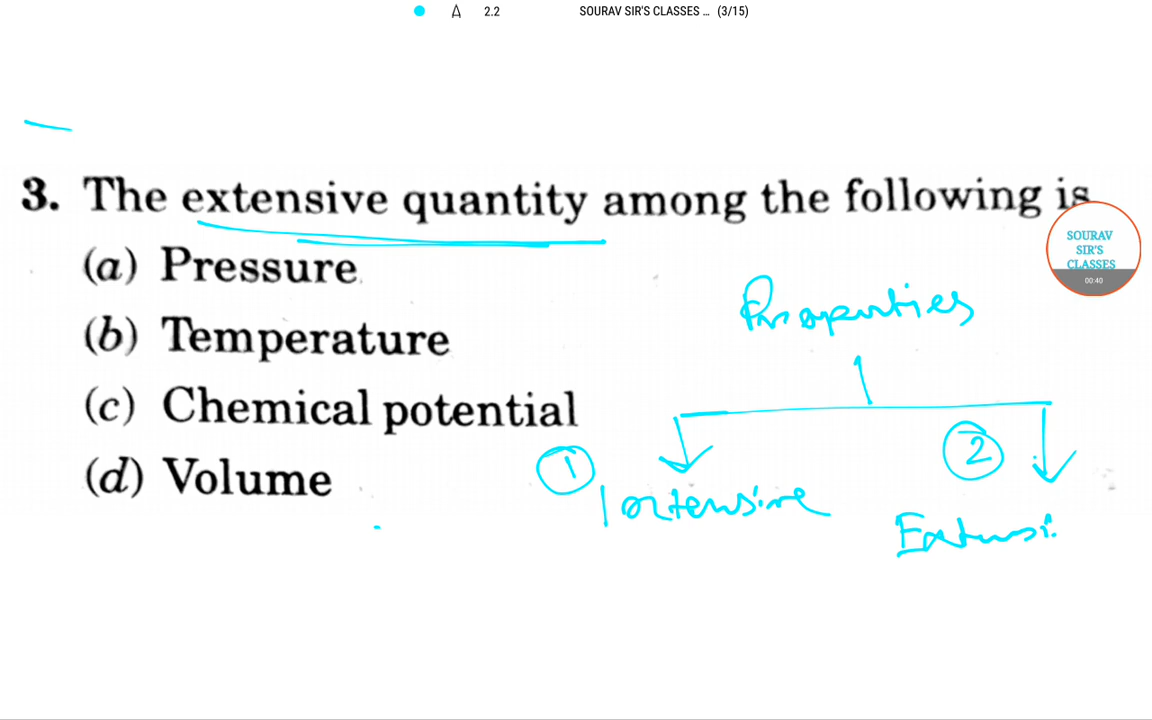 2.2 SOURAV SIR'S CLASSES ... (3/15)
3. The extensive quantity among the following is
SOURAV
SIR'S
CLASSES
00:40
(a) Pressure
(b) Temperature
(c) Chemical potential
(d) Volume
Properties
1
Intensive
2
Extensi